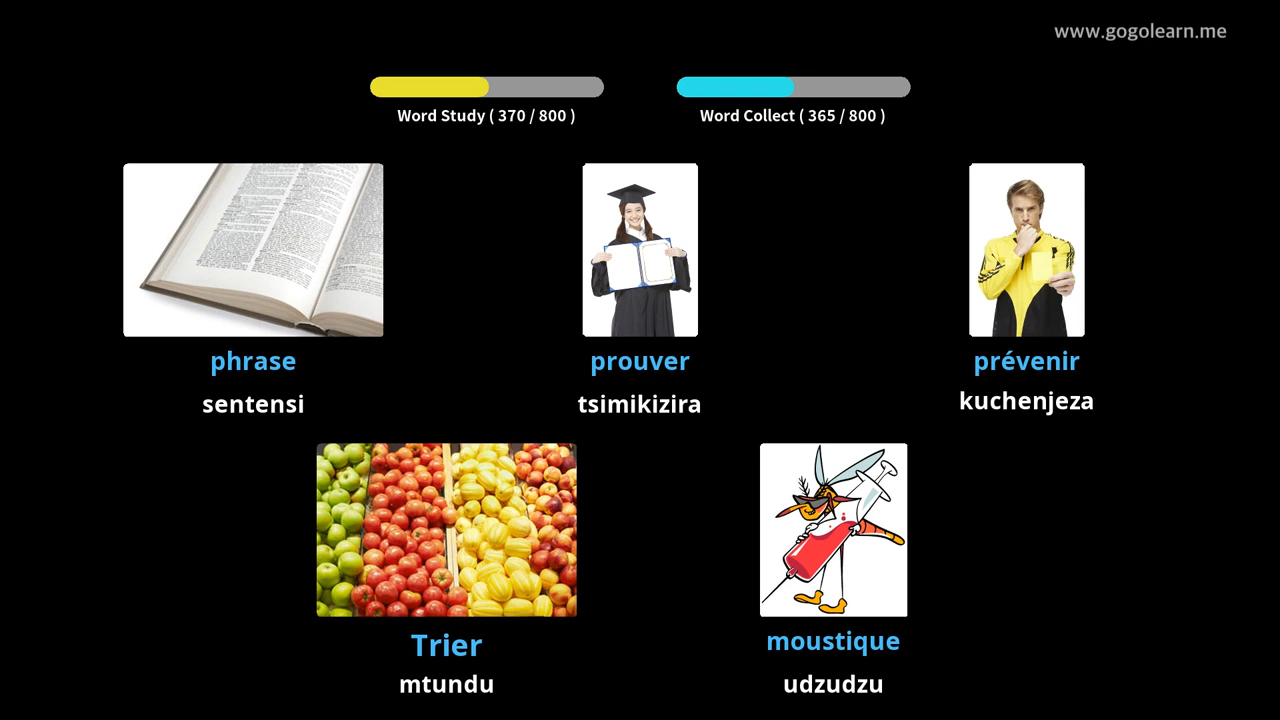 www.gogolearn.me
Word Study ( 370 / 800 )
Word Collect ( 365 / 800 )
phrase
sentensi
prouver
tsimikizira
prévenir
kuchenjeza
Trier
mtundu
moustique
udzudzu